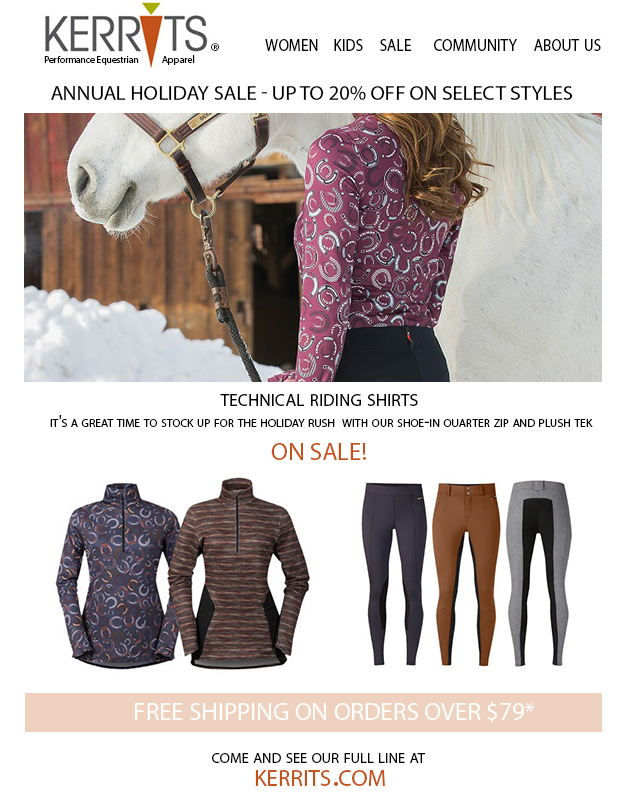 KERRITS®
Performance Equestrian Apparel
WOMEN KIDS SALE COMMUNITY ABOUT US
ANNUAL HOLIDAY SALE - UP TO 20% OFF ON SELECT STYLES
TECHNICAL RIDING SHIRTS
IT'S A GREAT TIME TO STOCK UP FOR THE HOLIDAY RUSH WITH OUR SHOE-IN QUARTER ZIP AND PLUSH TEK
ON SALE!
FREE SHIPPING ON ORDERS OVER $79*
COME AND SEE OUR FULL LINE AT
KERRITS.COM